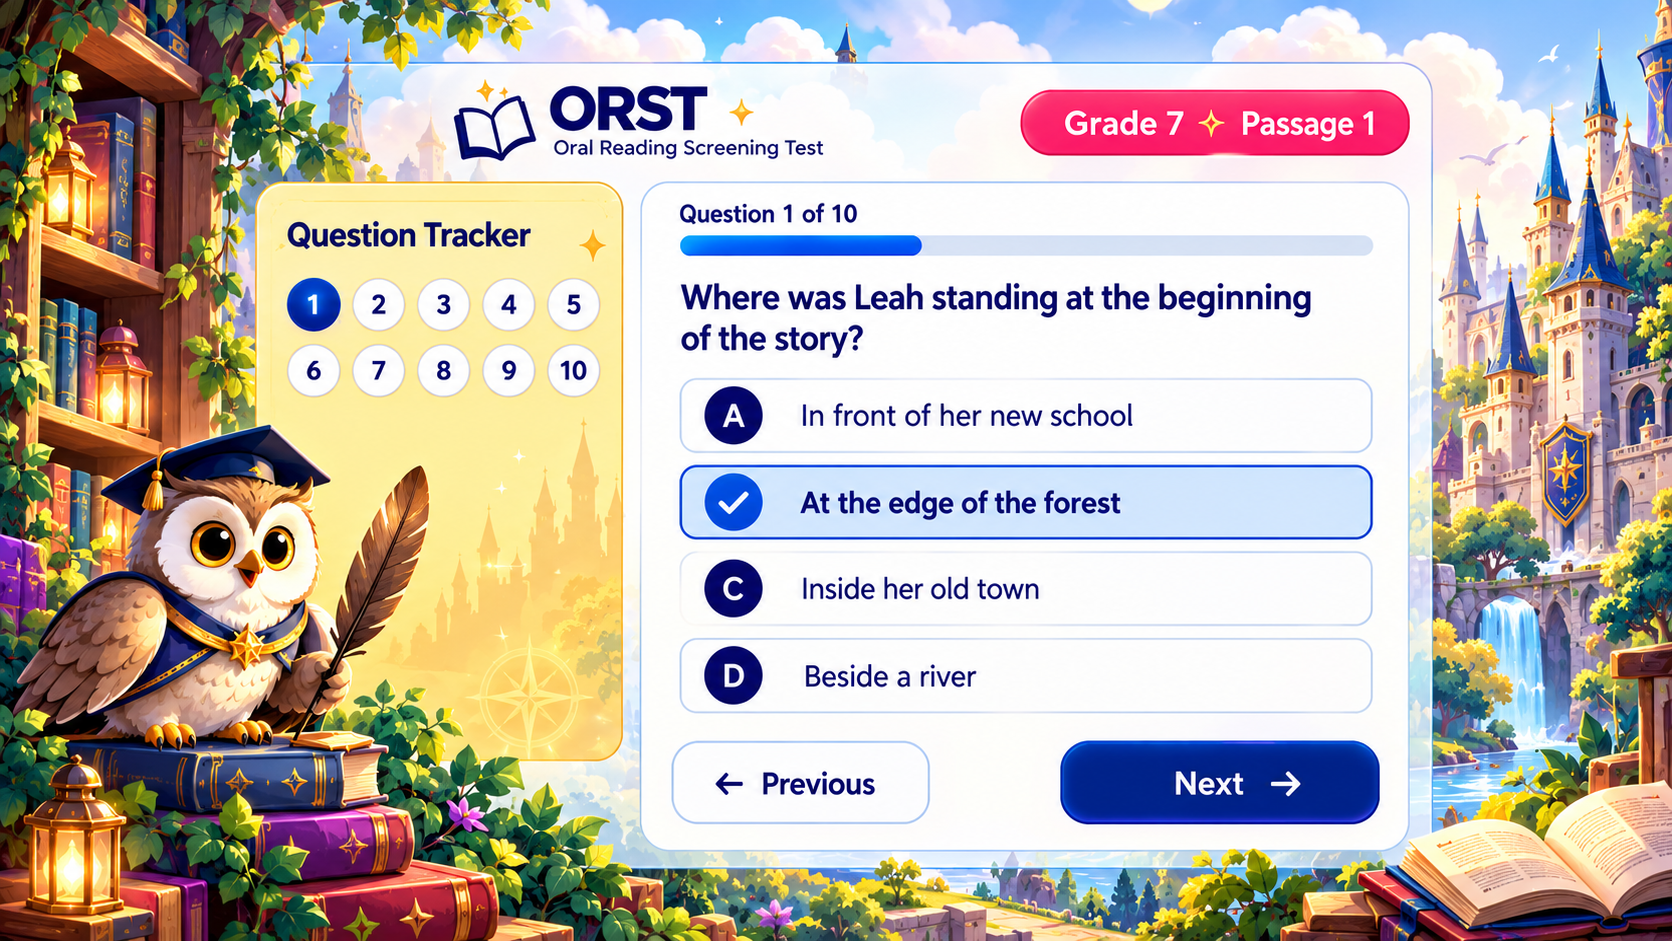 ORST
Oral Reading Screening Test
Grade 7 Passage 1
Question Tracker
1 2 3 4 5
6 7 8 9 10
Question 1 of 10
Where was Leah standing at the beginning
of the story?
A In front of her new school
At the edge of the forest
C Inside her old town
D Beside a river
← Previous
Next →